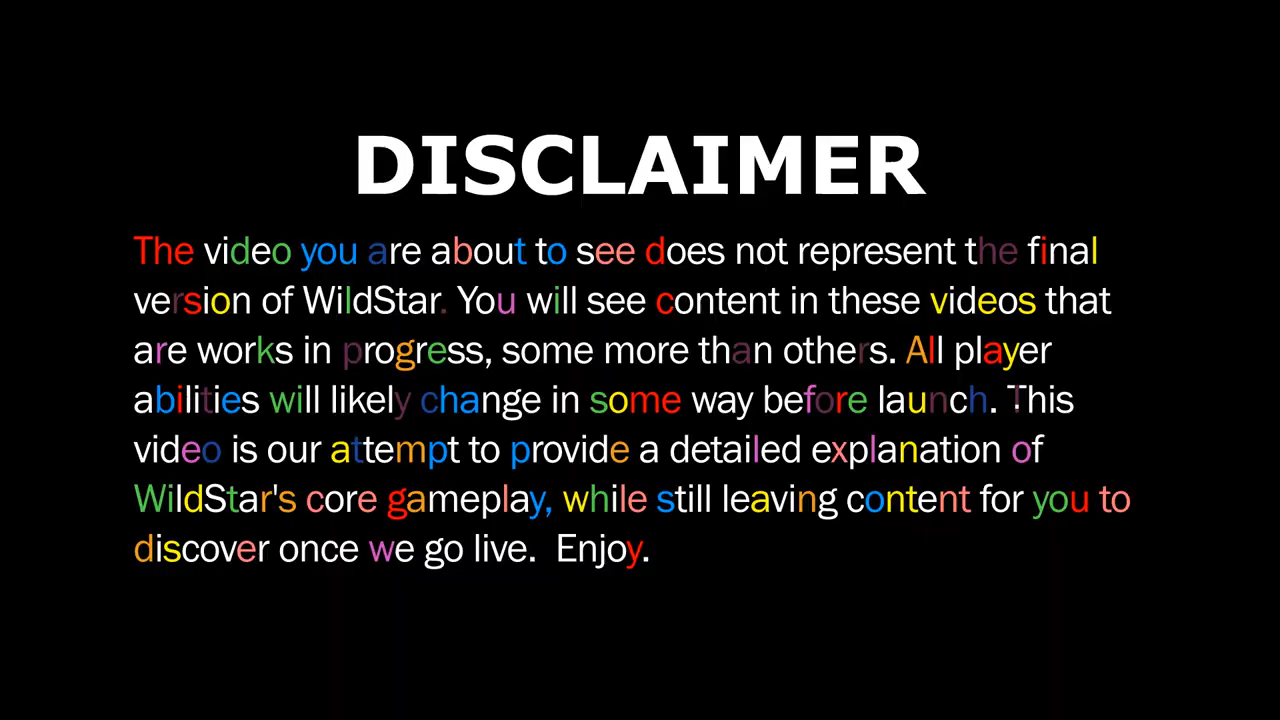 DISCLAIMER
The video you are about to see does not represent the final
version of WildStar. You will see content in these videos that
are works in progress, some more than others. All player
abilities will likely change in some way before launch. This
video is our attempt to provide a detailed explanation of
WildStar's core gameplay, while still leaving content for you to
discover once we go live.  Enjoy.